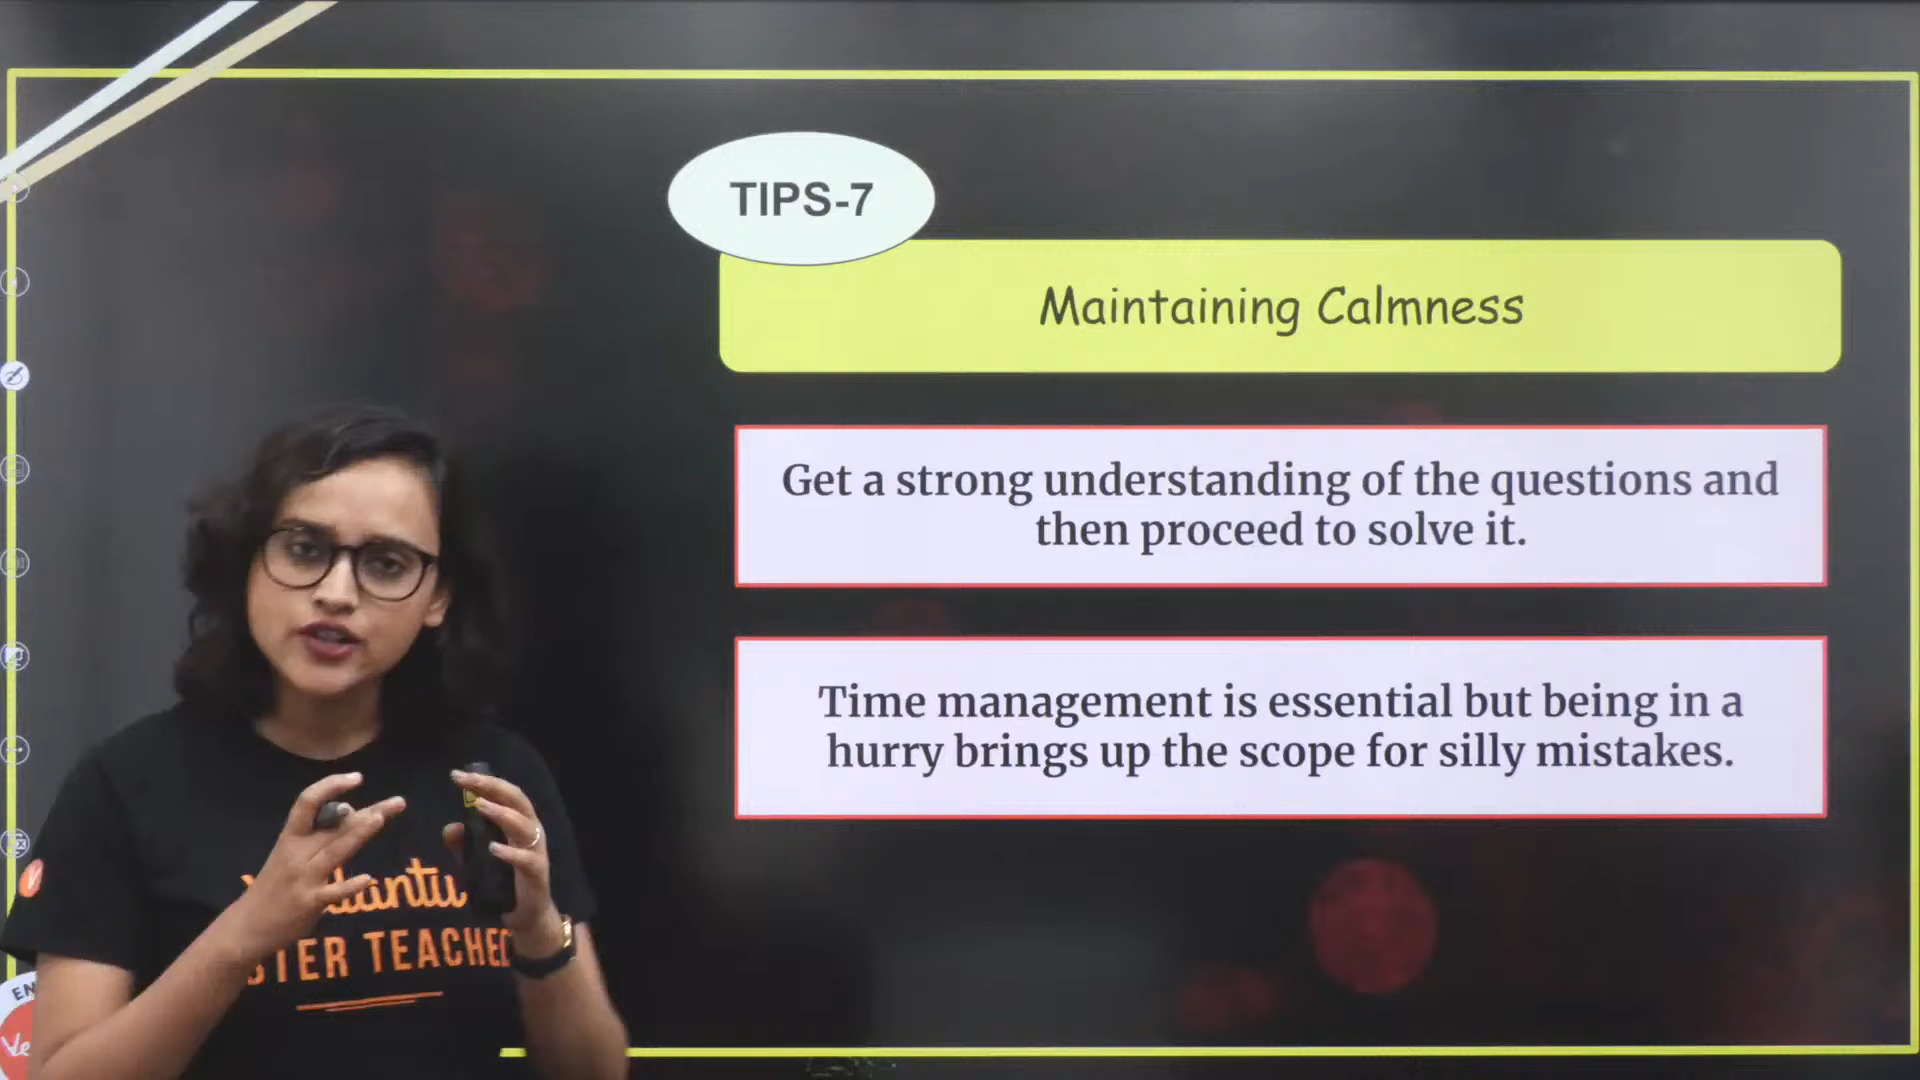 TIPS-7
Maintaining Calmness
Get a strong understanding of the questions and
then proceed to solve it.
Time management is essential but being in a
hurry brings up the scope for silly mistakes.